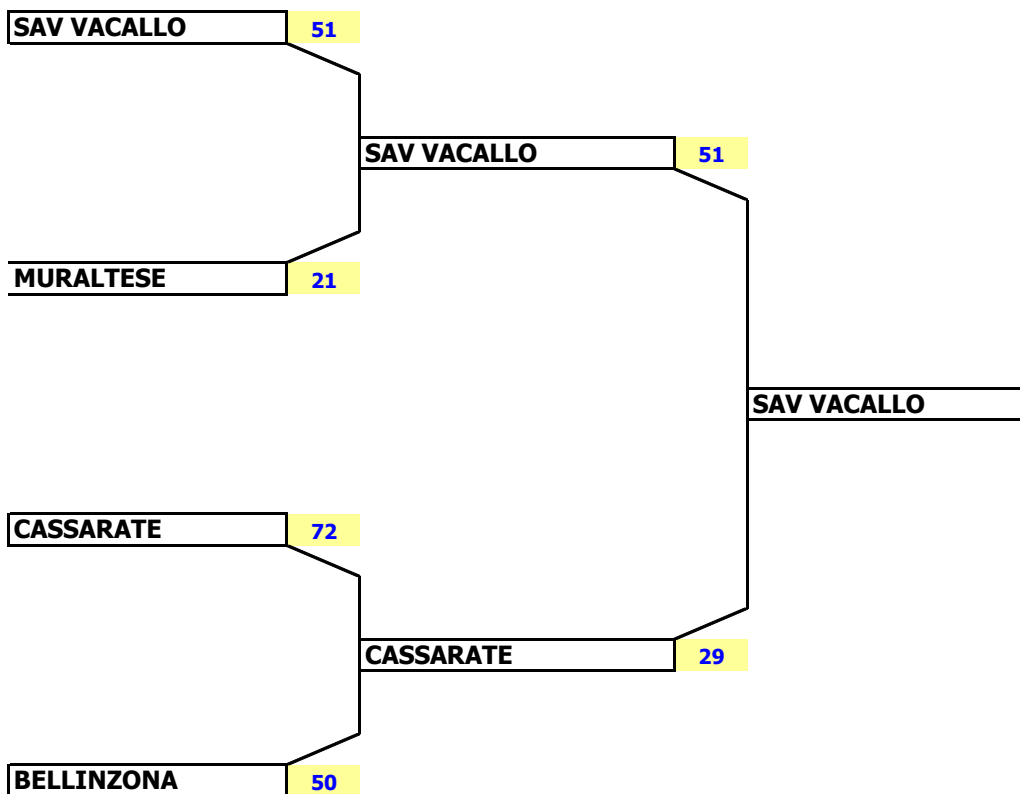 SAV VACALLO 51
SAV VACALLO 51
MURALTESE 21
SAV VACALLO
CASSARATE 72
CASSARATE 29
BELLINZONA 50